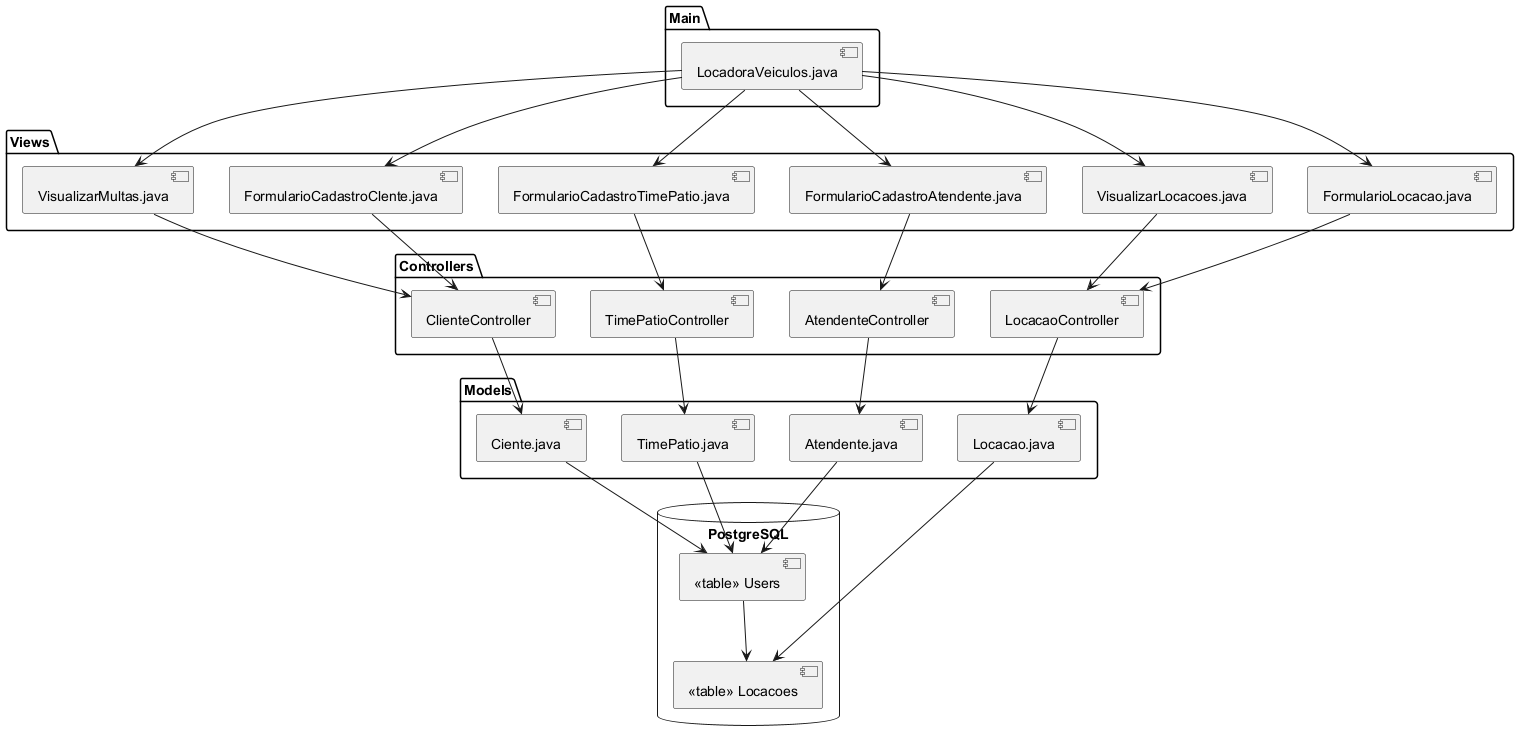 Main
LocadoraVeiculos.java
Views
VisualizarMultas.java
FormularioCadastroClente.java
FormularioCadastroTimePatio.java
FormularioCadastroAtendente.java
VisualizarLocacoes.java
FormularioLocacao.java
Controllers
ClienteController
TimePatioController
AtendenteController
LocacaoController
Models
Ciente.java
TimePatio.java
Atendente.java
Locacao.java
PostgreSQL
«table» Users
«table» Locacoes